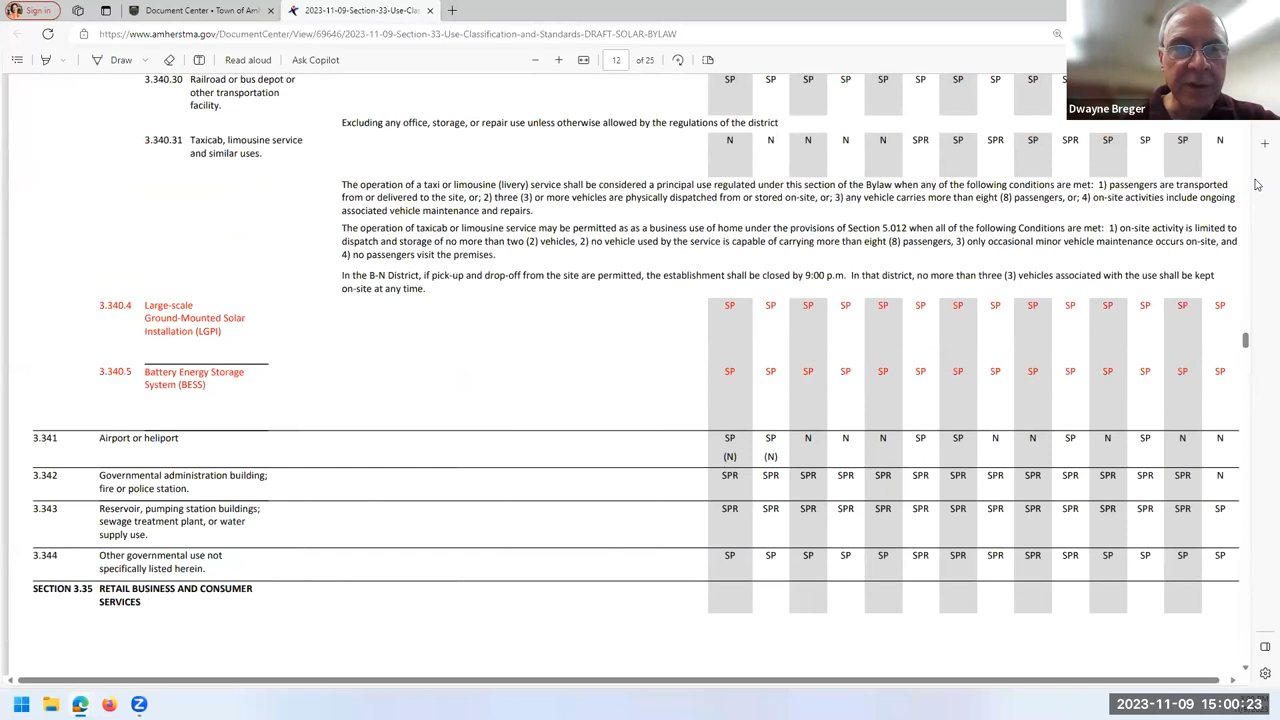 Sign in
Document Center • Town of Am
2023-11-09-Section-33-Use-Clas
https://www.amherstma.gov/DocumentCenter/View/69646/2023-11-09-Section-33-Use-Classification-and-Standards-DRAFT-SOLAR-BYLAW
Draw
Read aloud
Ask Copilot
12 of 25
Dwayne Breger
3.340.30 Railroad or bus depot or SP SP SP SP SP SP SP SP SP SP
other transportation
facility.
Excluding any office, storage, or repair use unless otherwise allowed by the regulations of the district
3.340.31 Taxicab, limousine service N N N N N SPR SP SPR SP SPR SP SP SP N
and similar uses.
The operation of a taxi or limousine (livery) service shall be considered a principal use regulated under this section of the Bylaw when any of the following conditions are met: 1) passengers are transported
from or delivered to the site, or; 2) three (3) or more vehicles are physically dispatched from or stored on-site, or; 3) any vehicle carries more than eight (8) passengers, or; 4) on-site activities include ongoing
associated vehicle maintenance and repairs.
The operation of taxicab or limousine service may be permitted as as a business use of home under the provisions of Section 5.012 when all of the following Conditions are met: 1) on-site activity is limited to
dispatch and storage of no more than two (2) vehicles, 2) no vehicle used by the service is capable of carrying more than eight (8) passengers, 3) only occasional minor vehicle maintenance occurs on-site, and
4) no passengers visit the premises.
In the B-N District, if pick-up and drop-off from the site are permitted, the establishment shall be closed by 9:00 p.m. In that district, no more than three (3) vehicles associated with the use shall be kept
on-site at any time.
3.340.4 Large-scale SP SP SP SP SP SP SP SP SP SP SP SP SP SP
Ground-Mounted Solar
Installation (LGPI)
3.340.5 Battery Energy Storage SP SP SP SP SP SP SP SP SP SP SP SP SP SP
System (BESS)
3.341 Airport or heliport SP SP N N N SP SP N N SP N SP N N
(N) (N)
3.342 Governmental administration building; SPR SPR SPR SPR SPR SPR SPR SPR SPR SPR SPR SPR SPR N
fire or police station.
3.343 Reservoir, pumping station buildings; SPR SPR SPR SPR SPR SPR SPR SPR SPR SPR SPR SPR SPR SP
sewage treatment plant, or water
supply use.
3.344 Other governmental use not SP SP SP SP SP SPR SPR SPR SPR SPR SP SP SP SP
specifically listed herein.
SECTION 3.35 RETAIL BUSINESS AND CONSUMER
SERVICES
2023-11-09 15:00:23